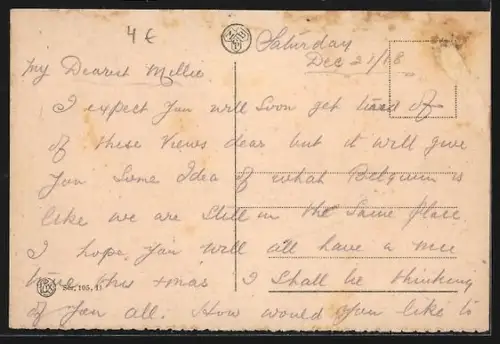 4 €
Saturday
Dec 21/18
My Dearest Millie
I expect you will soon get tired of
of these views dear but it will give
you some Idea of what Belgium is
like we are still in the same place
I hope you will all have a nice
time this xmas I shall be thinking
Ser. 105, 11
of you all. How would you like to